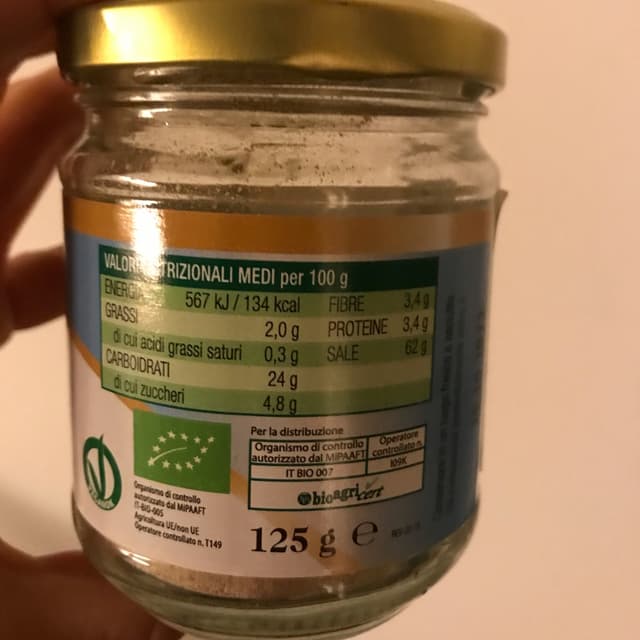 VALORI NUTRIZIONALI MEDI per 100 g
ENERGIA 567 kJ / 134 kcal
GRASSI 2,0 g
di cui acidi grassi saturi 0,3 g
CARBOIDRATI 24 g
di cui zuccheri 4,8 g
FIBRE 3,4 g
PROTEINE 3,4 g
SALE 62 g
Per la distribuzione
Organismo di controllo
autorizzato dal MIPAAFT
IT BIO 007
Operatore
controllato n.
I09K
bioagricert
Organismo di controllo
autorizzato dal MIPAAFT
IT-BIO-005
Agricoltura UE/non UE
Operatore controllato n. T149
125 g e